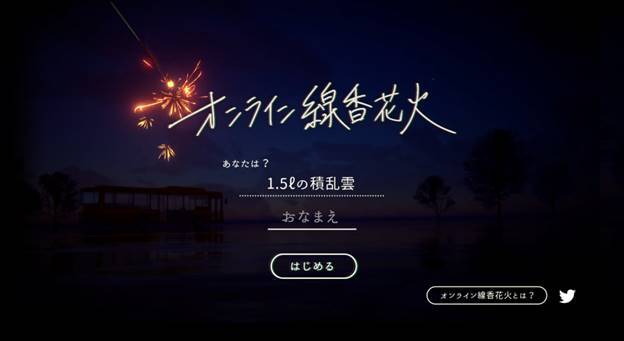 オンライン線香花火
あなたは？
1.5ℓの積乱雲
おなまえ
はじめる
オンライン線香花火とは？